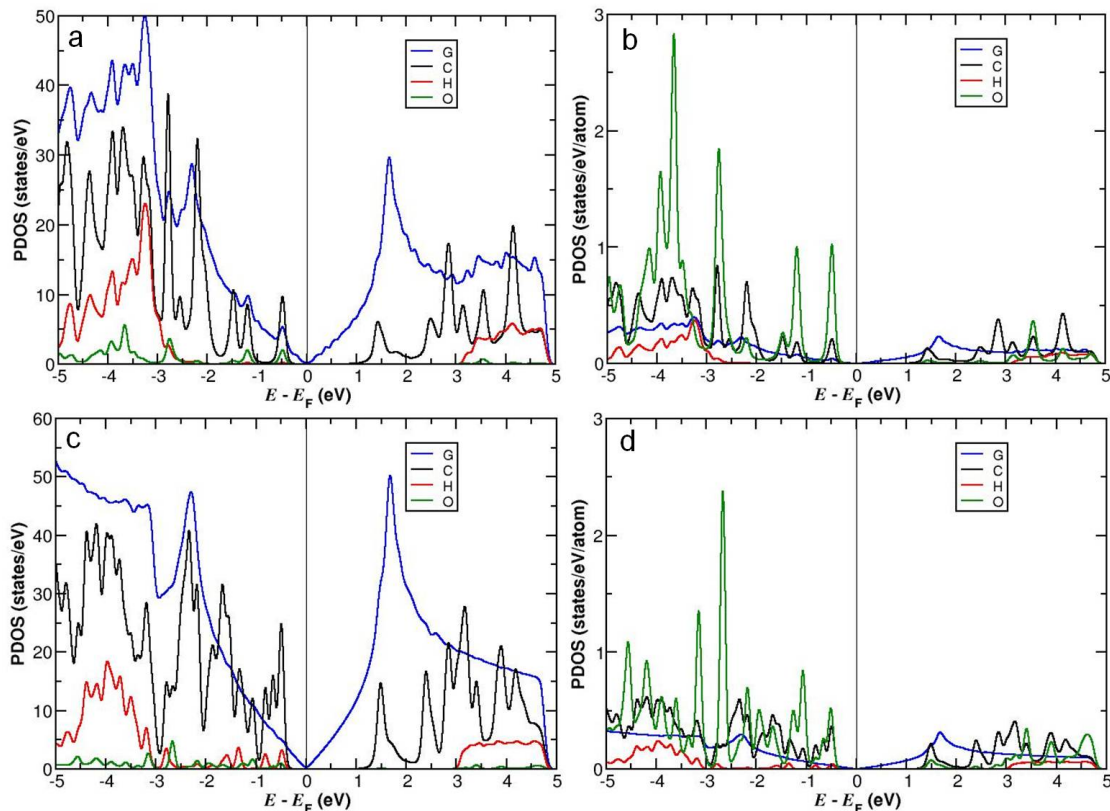 a
PDOS (states/eV)
50
40
30
20
10
0
G
C
H
O
-5 -4 -3 -2 -1 0 1 2 3 4 5
E - E_F (eV)
b
PDOS (states/eV/atom)
3
2
1
0
G
C
H
O
-5 -4 -3 -2 -1 0 1 2 3 4 5
E - E_F (eV)
c
PDOS (states/eV)
60
50
40
30
20
10
0
G
C
H
O
-5 -4 -3 -2 -1 0 1 2 3 4 5
E - E_F (eV)
d
PDOS (states/eV/atom)
3
2
1
0
G
C
H
O
-5 -4 -3 -2 -1 0 1 2 3 4 5
E - E_F (eV)